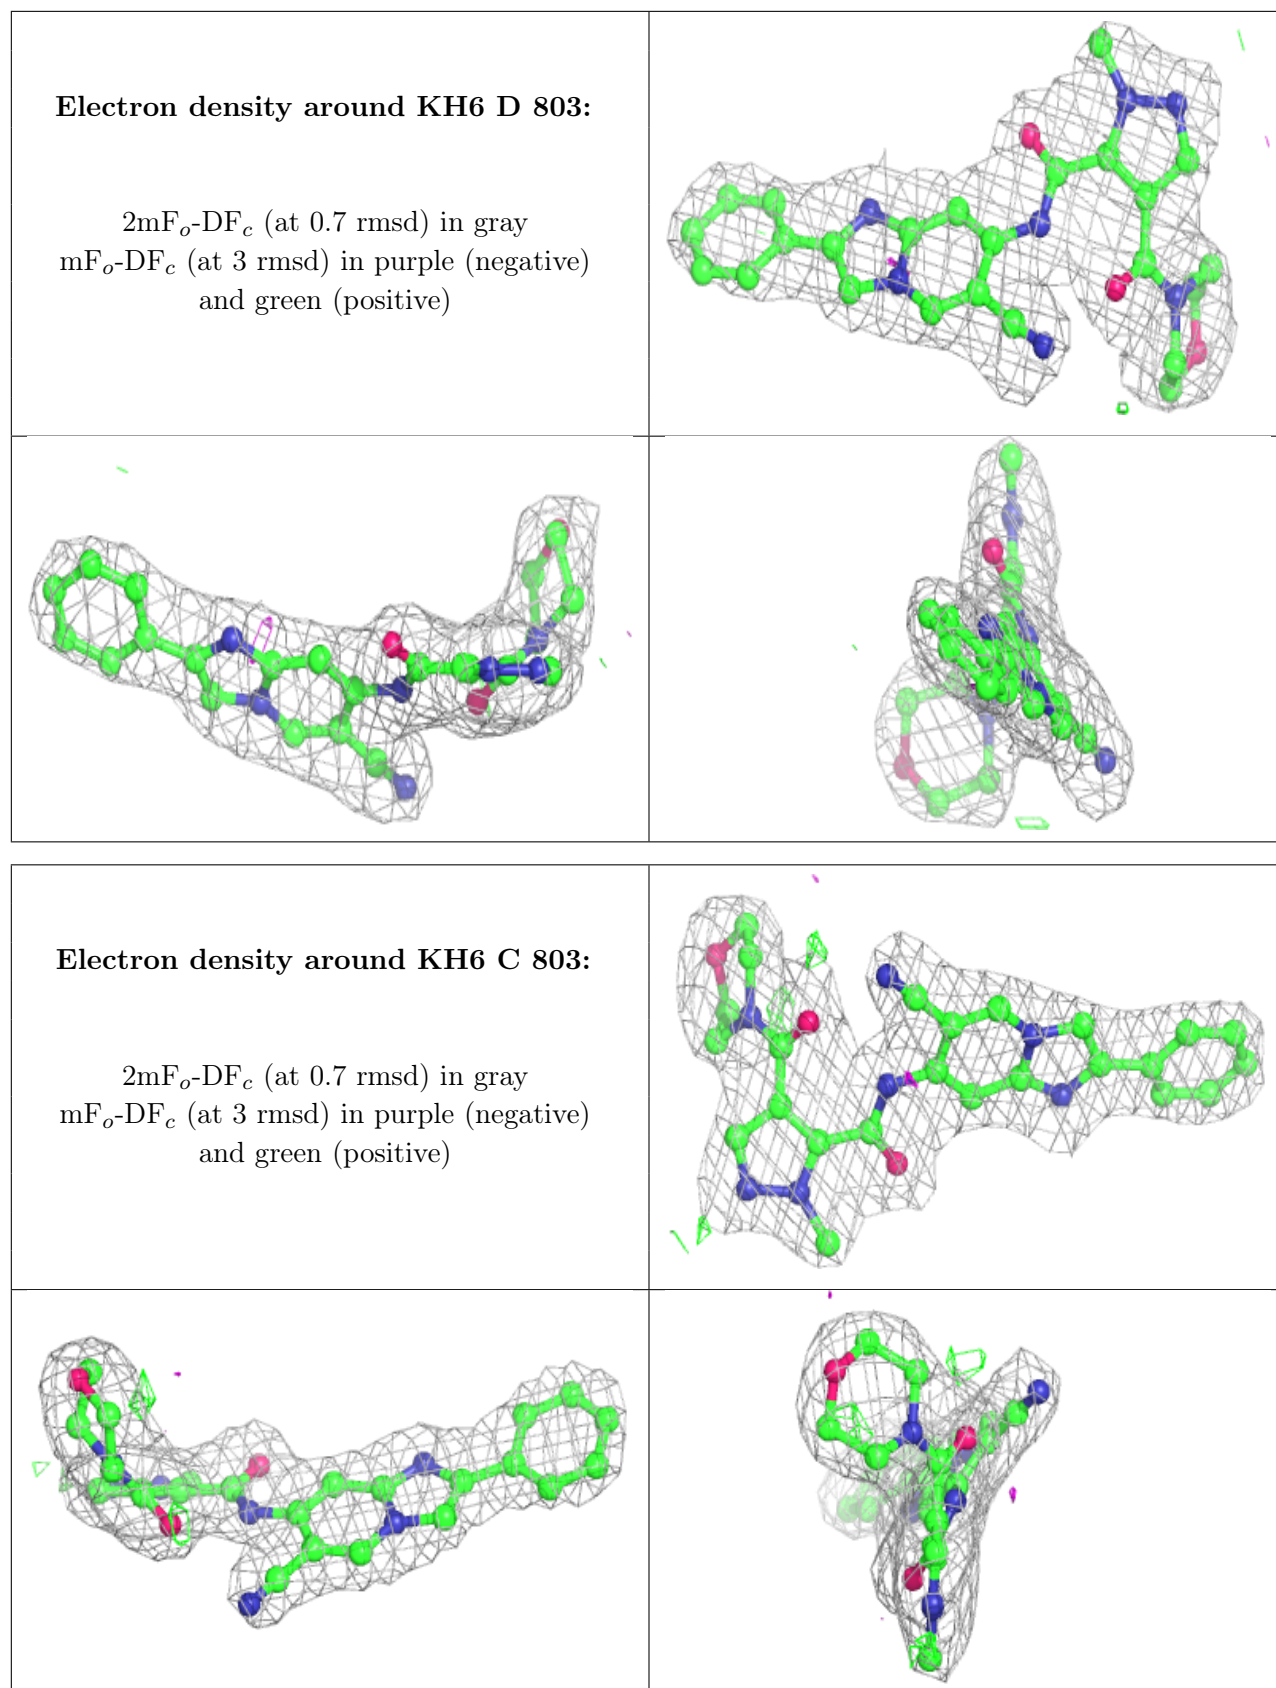 Electron density around KH6 D 803:
2mFo-DFc (at 0.7 rmsd) in gray
mFo-DFc (at 3 rmsd) in purple (negative)
and green (positive)
Electron density around KH6 C 803:
2mFo-DFc (at 0.7 rmsd) in gray
mFo-DFc (at 3 rmsd) in purple (negative)
and green (positive)